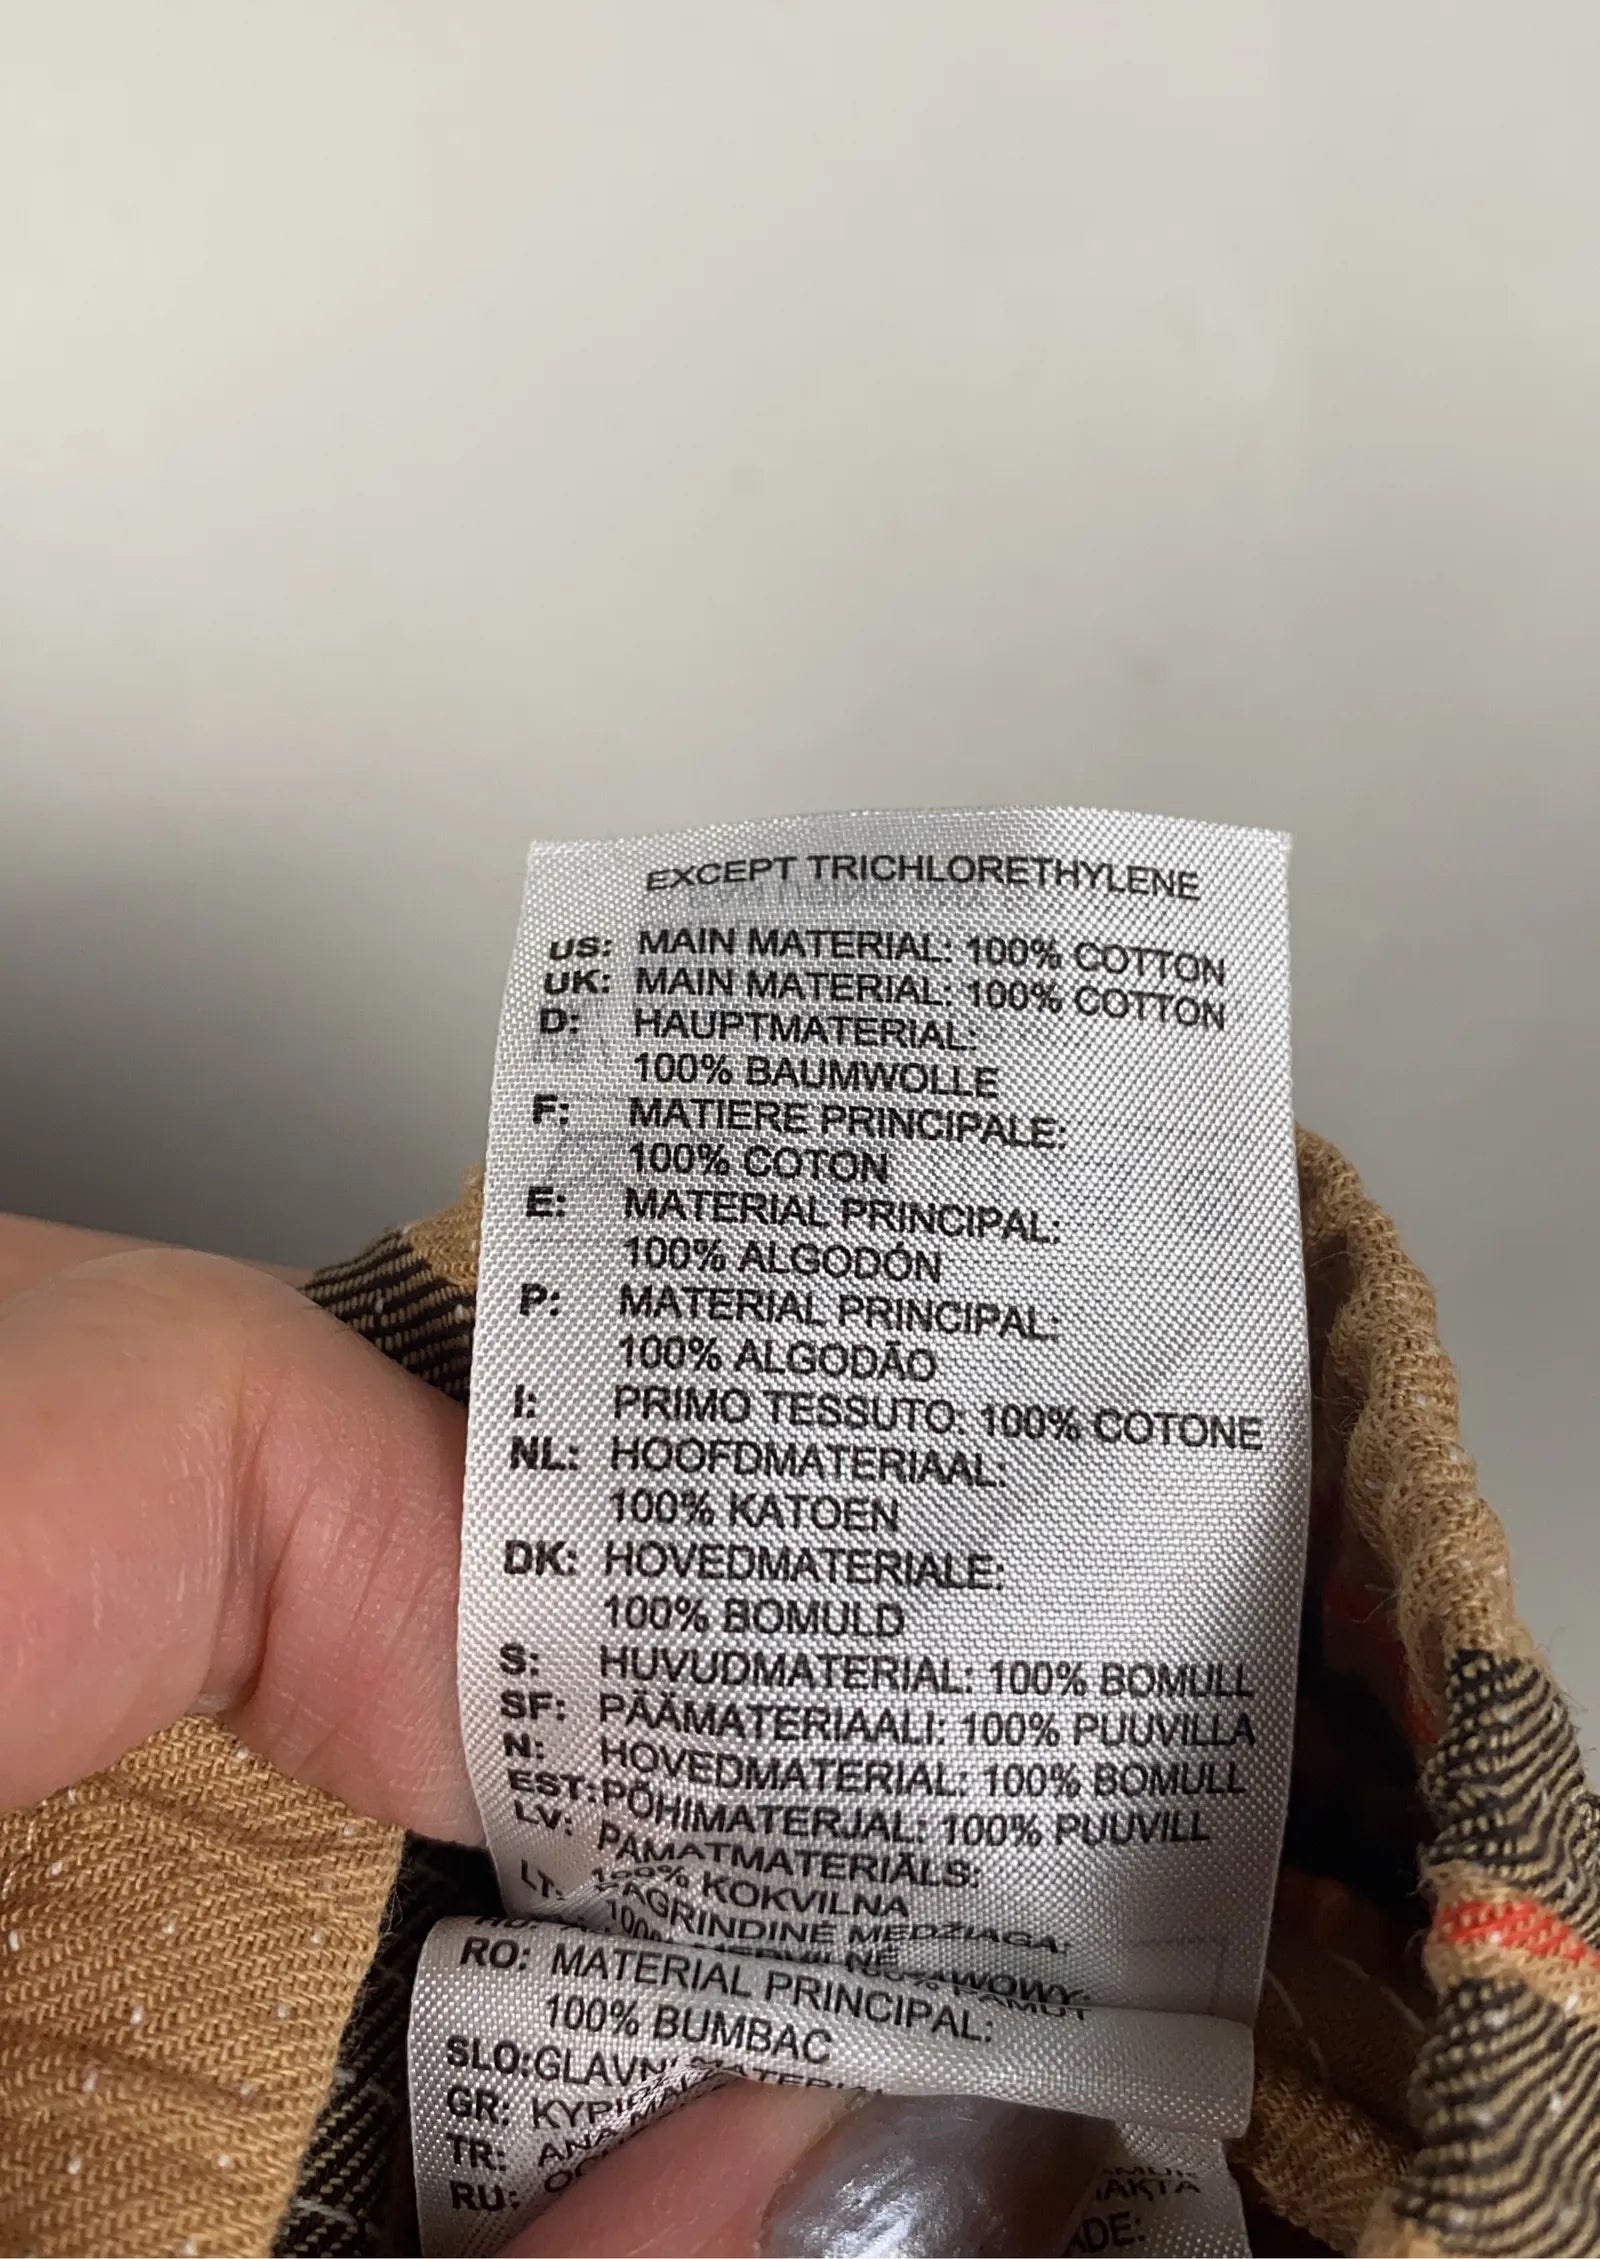 EXCEPT TRICHLORETHYLENE
US: MAIN MATERIAL: 100% COTTON
UK: MAIN MATERIAL: 100% COTTON
D: HAUPTMATERIAL:
100% BAUMWOLLE
F: MATIERE PRINCIPALE:
100% COTON
E: MATERIAL PRINCIPAL:
100% ALGODÓN
P: MATERIAL PRINCIPAL:
100% ALGODÃO
I: PRIMO TESSUTO: 100% COTONE
NL: HOOFDMATERIAAL:
100% KATOEN
DK: HOVEDMATERIALE:
100% BOMULD
S: HUVUDMATERIAL: 100% BOMULL
SF: PÄÄMATERIAALI: 100% PUUVILLA
N: HOVEDMATERIAL: 100% BOMULL
EST: PÕHIMATERJAL: 100% PUUVILL
LV: PAMATMATERIĀLS:
100% KOKVILNA
LT: PAGRINDINĖ MEDŽIAGA:
RO: MATERIAL PRINCIPAL:
100% BUMBAC
SLO:
GR:
TR:
RU: